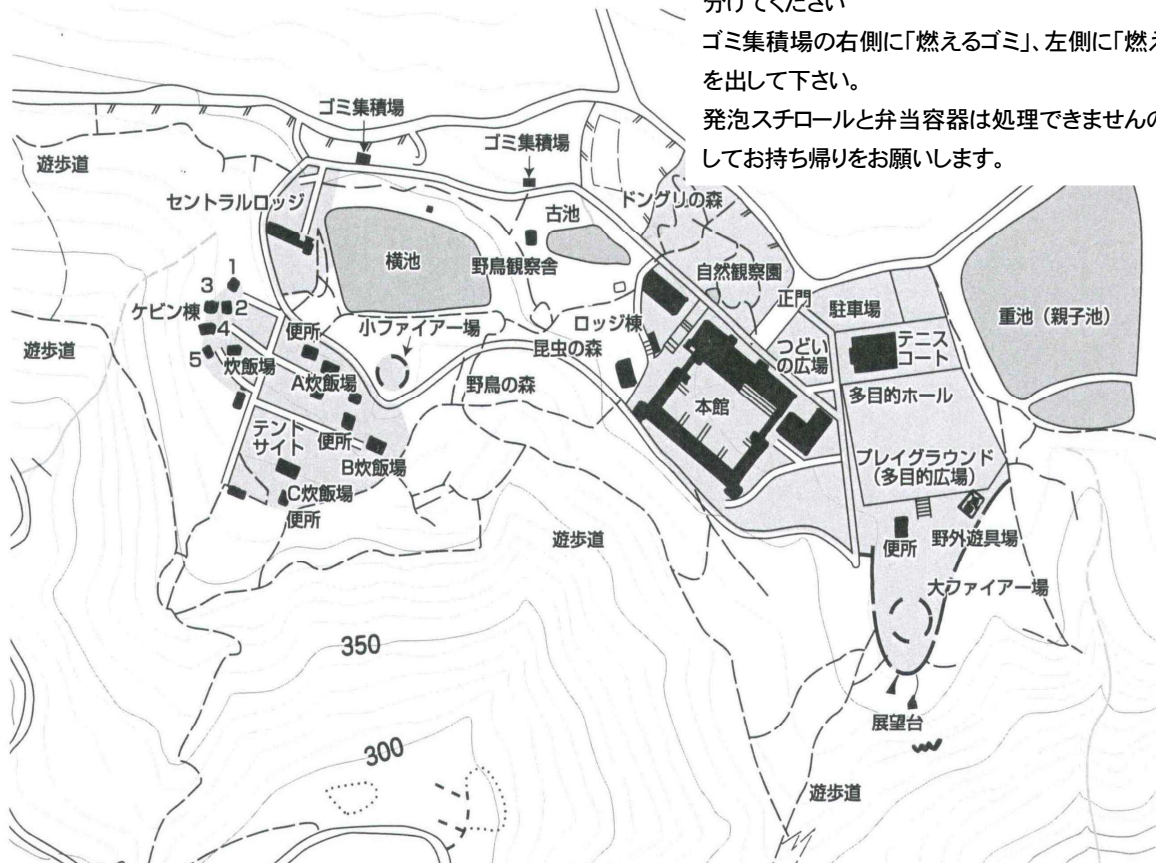 分けてください
ゴミ集積場の右側に「燃えるゴミ」、左側に「燃え
を出して下さい。
発泡スチロールと弁当容器は処理できませんの
してお持ち帰りをお願いします。
ゴミ集積場
ゴミ集積場
遊歩道
セントラルロッジ
古池
ドングリの森
横池
野鳥観察舎
自然観察園
正門
駐車場
重池（親子池）
1
3
2
ケビン棟
4
5
便所
小ファイアー場
ロッジ棟
昆虫の森
つどい
の広場
テニス
コート
遊歩道
炊飯場
A炊飯場
野鳥の森
本館
多目的ホール
テント
サイト
便所
B炊飯場
プレイグラウンド
（多目的広場）
C炊飯場
便所
遊歩道
便所
野外遊具場
大ファイアー場
350
展望台
300
遊歩道